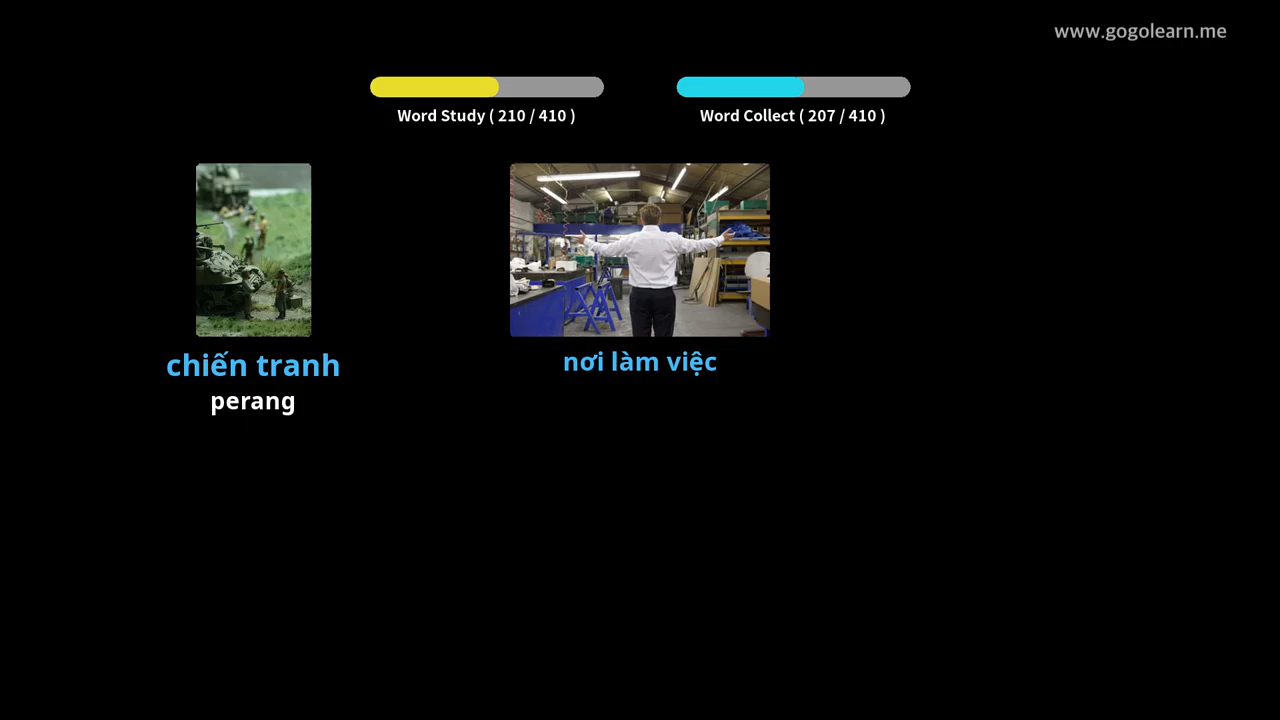 www.gogolearn.me
Word Study ( 210 / 410 )
Word Collect ( 207 / 410 )
chiến tranh
perang
nơi làm việc